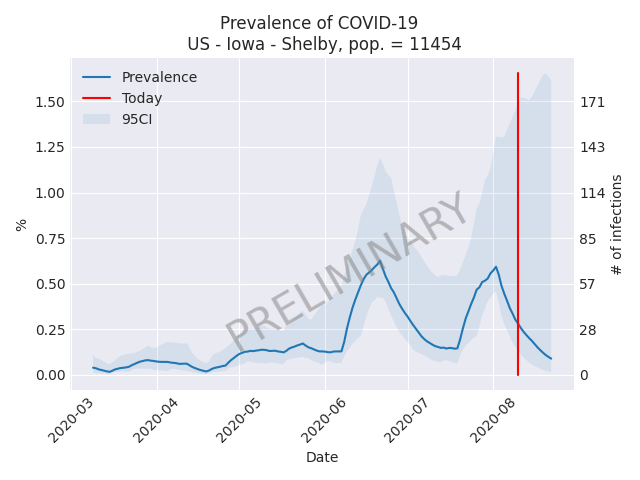 Prevalence of COVID-19
US - Iowa - Shelby, pop. = 11454
Prevalence
Today
95CI
1.50
1.25
1.00
0.75
0.50
0.25
0.00
%
171
143
114
85
57
28
0
# of infections
PRELIMINARY
2020-03
2020-04
2020-05
2020-06
2020-07
2020-08
Date